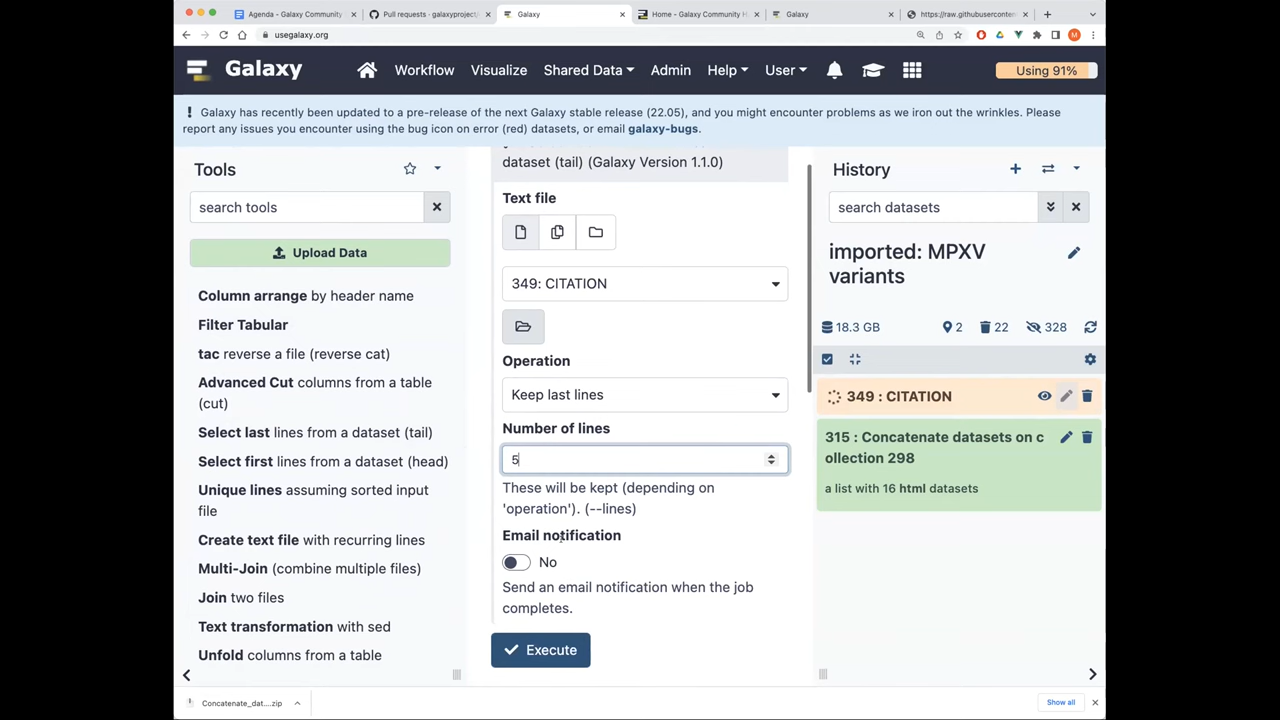 Agenda - Galaxy Community
Pull requests · galaxyproject/
Galaxy
Home - Galaxy Community H
Galaxy
https://raw.githubusercontent
usegalaxy.org
M
Galaxy
Workflow
Visualize
Shared Data
Admin
Help
User
Using 91%
! Galaxy has recently been updated to a pre-release of the next Galaxy stable release (22.05), and you might encounter problems as we iron out the wrinkles. Please
report any issues you encounter using the bug icon on error (red) datasets, or email galaxy-bugs.
Tools
search tools
Upload Data
Column arrange by header name
Filter Tabular
tac reverse a file (reverse cat)
Advanced Cut columns from a table
(cut)
Select last lines from a dataset (tail)
Select first lines from a dataset (head)
Unique lines assuming sorted input
file
Create text file with recurring lines
Multi-Join (combine multiple files)
Join two files
Text transformation with sed
Unfold columns from a table
dataset (tail) (Galaxy Version 1.1.0)
Text file
349: CITATION
Operation
Keep last lines
Number of lines
5
These will be kept (depending on
'operation'). (--lines)
Email notification
No
Send an email notification when the job
completes.
Execute
History
search datasets
imported: MPXV
variants
18.3 GB
2
22
328
349 : CITATION
315 : Concatenate datasets on c
ollection 298
a list with 16 html datasets
Concatenate_dat....zip
Show all